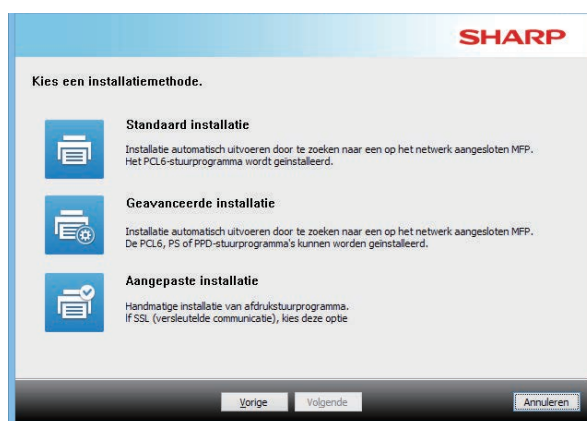 SHARP
Kies een installatiemethode.
Standaard installatie
Installatie automatisch uitvoeren door te zoeken naar een op het netwerk aangesloten MFP.
Het PCL6-stuurprogramma wordt geïnstalleerd.
Geavanceerde installatie
Installatie automatisch uitvoeren door te zoeken naar een op het netwerk aangesloten MFP.
De PCL6, PS of PPD-stuurprogramma's kunnen worden geïnstalleerd.
Aangepaste installatie
Handmatige installatie van afdrukstuurprogramma.
If SSL (versleutelde communicatie), kies deze optie
Vorige Volgende Annuleren